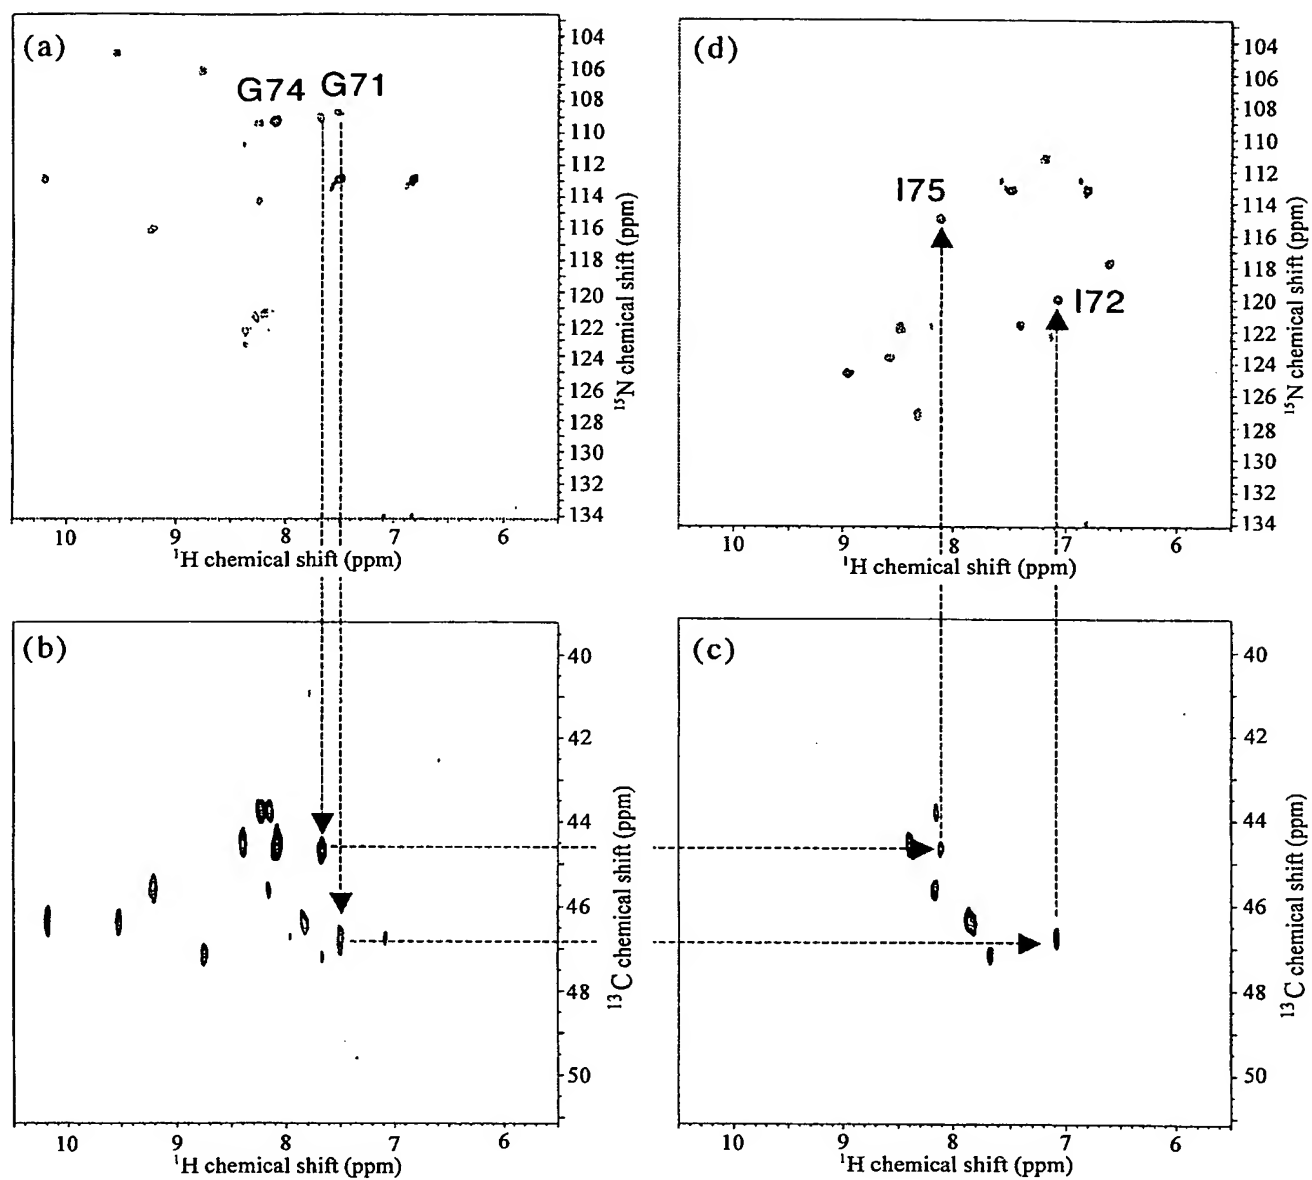 (a)
G74 G71
104
106
108
110
112
114
116
118
120
122
124
126
128
130
132
134
¹⁵N chemical shift (ppm)
10 9 8 7 6
¹H chemical shift (ppm)
(d)
I75
I72
104
106
108
110
112
114
116
118
120
122
124
126
128
130
132
134
¹⁵N chemical shift (ppm)
10 9 8 7 6
¹H chemical shift (ppm)
(b)
40
42
44
46
48
50
¹³C chemical shift (ppm)
10 9 8 7 6
¹H chemical shift (ppm)
(c)
40
42
44
46
48
50
¹³C chemical shift (ppm)
10 9 8 7 6
¹H chemical shift (ppm)